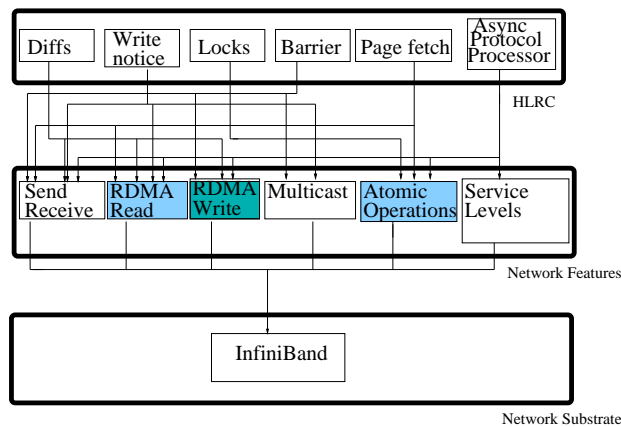 Diffs
Write
notice
Locks
Barrier
Page fetch
Async
Protocol
Processor
HLRC
Send
Receive
RDMA
Read
RDMA
Write
Multicast
Atomic
Operations
Service
Levels
Network Features
InfiniBand
Network Substrate